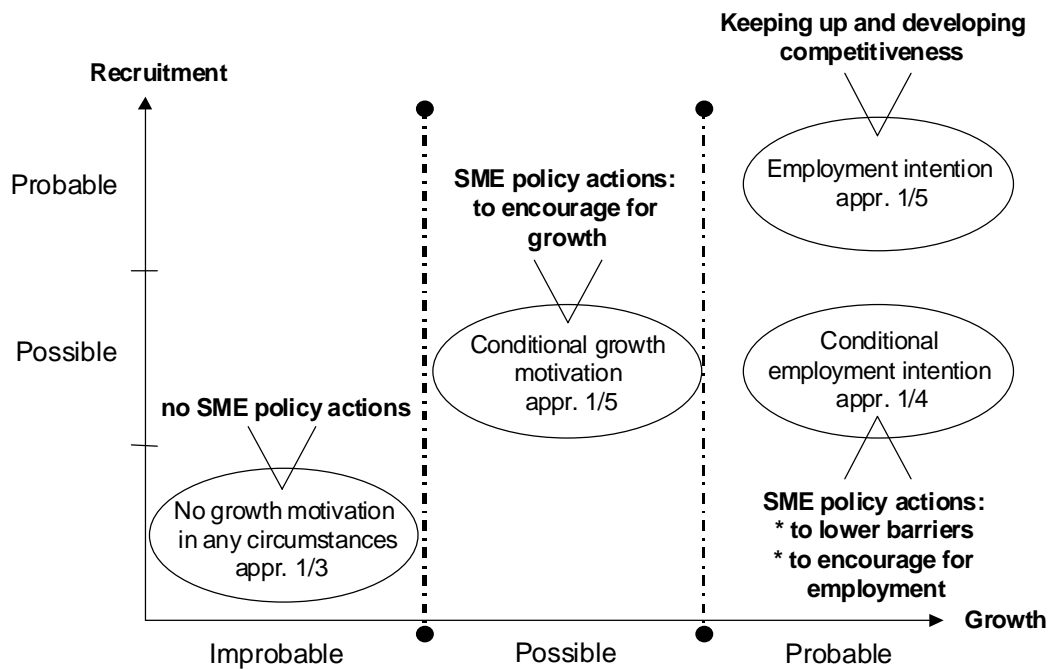 Keeping up and developing
competitiveness
Recruitment
Probable
SME policy actions:
to encourage for
growth
Employment intention
appr. 1/5
Possible
Conditional growth
motivation
appr. 1/5
Conditional
employment intention
appr. 1/4
no SME policy actions
No growth motivation
in any circumstances
appr. 1/3
SME policy actions:
* to lower barriers
* to encourage for
employment
Growth
Improbable
Possible
Probable